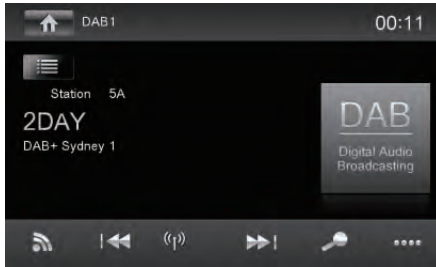 DAB1
00:11
Station 5A
2DAY
DAB+ Sydney 1
DAB
Digital Audio
Broadcasting